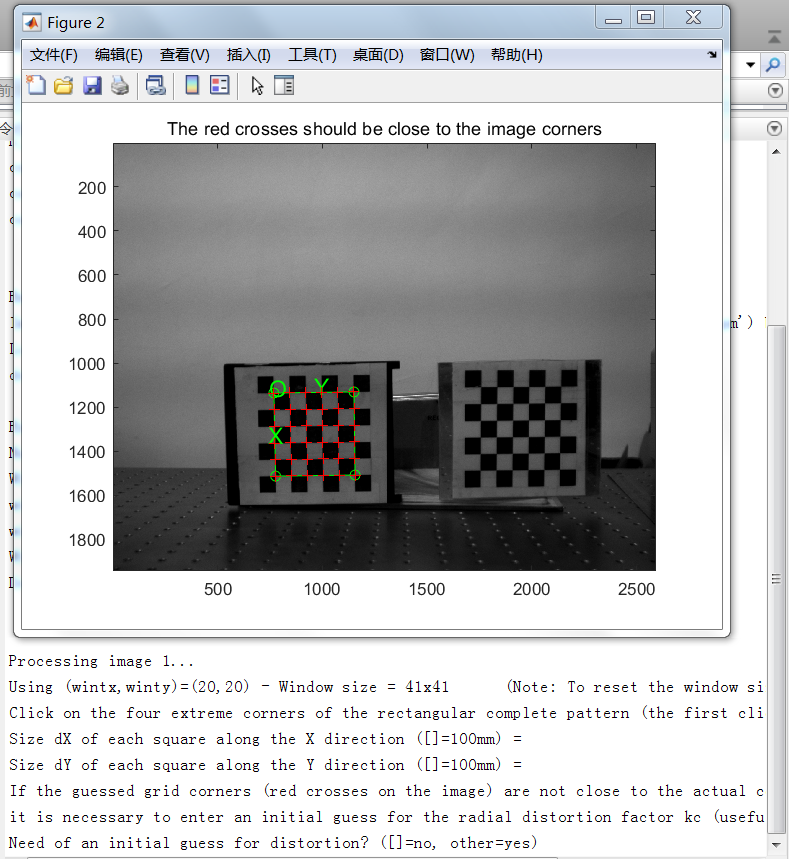 Figure 2
文件(F) 编辑(E) 查看(V) 插入(I) 工具(T) 桌面(D) 窗口(W) 帮助(H)
The red crosses should be close to the image corners
200
400
600
800
1000
1200
1400
1600
1800
O Y
X
500 1000 1500 2000 2500
m')
Processing image 1...
Using (wintx,winty)=(20,20) - Window size = 41x41 (Note: To reset the window si
Click on the four extreme corners of the rectangular complete pattern (the first cli
Size dX of each square along the X direction ([]=100mm) =
Size dY of each square along the Y direction ([]=100mm) =
If the guessed grid corners (red crosses on the image) are not close to the actual c
it is necessary to enter an initial guess for the radial distortion factor kc (usefu
Need of an initial guess for distortion? ([]=no, other=yes)